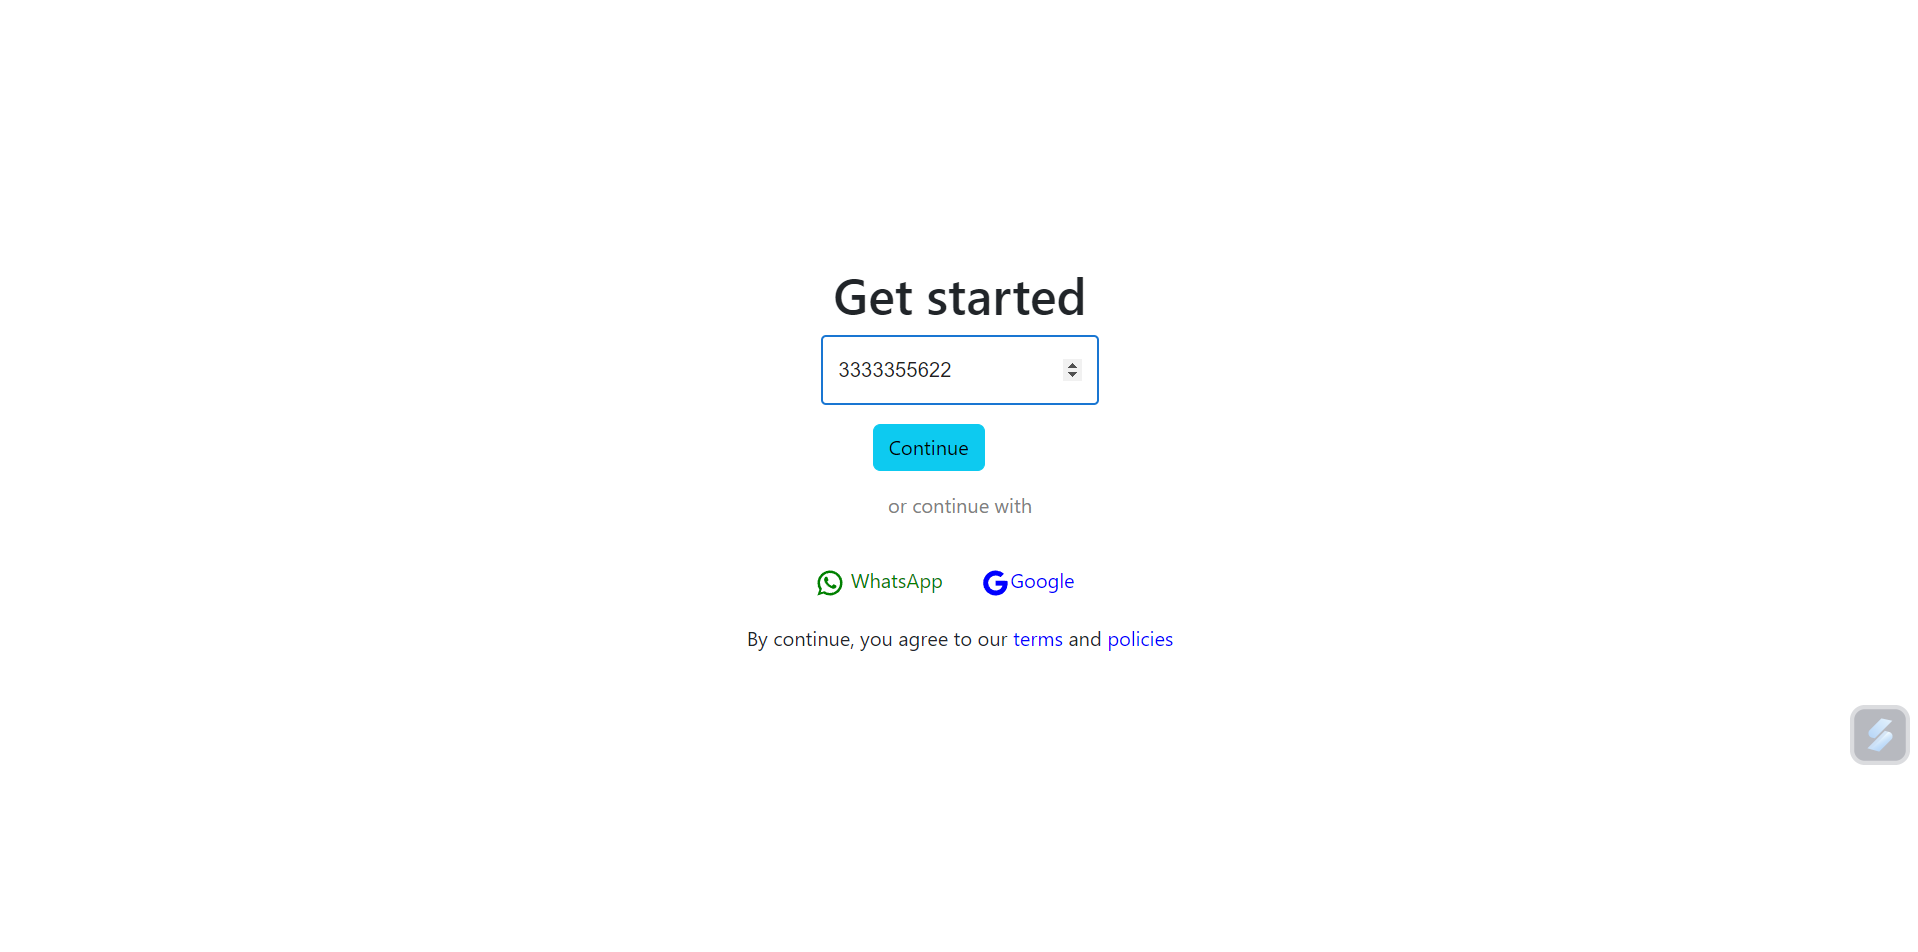 Get started
3333355622
Continue
or continue with
WhatsApp Google
By continue, you agree to our terms and policies